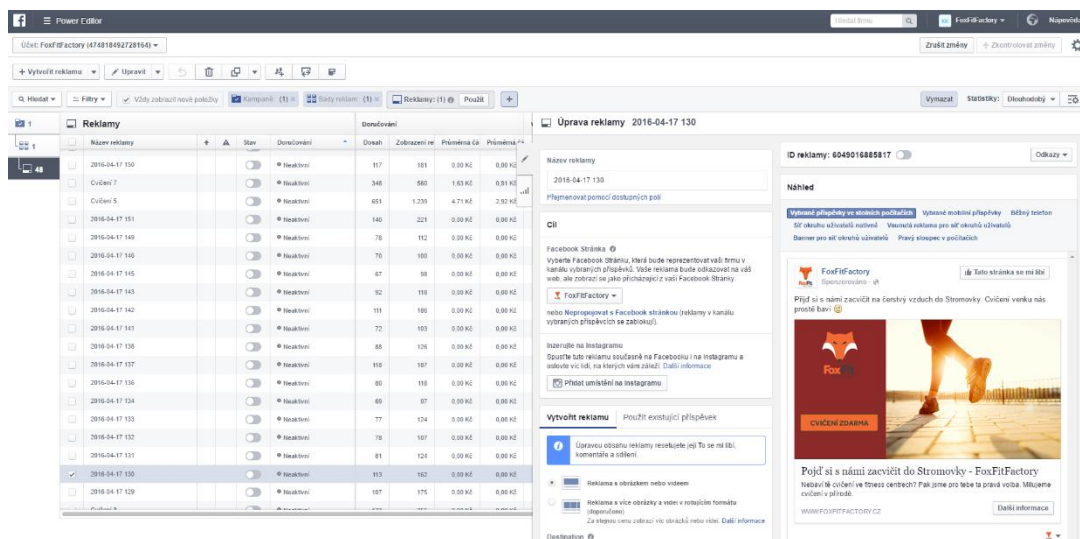 Power Editor
Hledat firmu
FoxFitFactory
Nápověda
Účet: FoxFitFactory (474818492728164)
Zrušit změny
+ Zkontrolovat změny
+ Vytvořit reklamu
Upravit
Hledat
Filtry
Vždy zobrazit nové položky
Kampaně: (1) ×
Sady reklam: (1) ×
Reklamy: (1)
Použít
+
Vymazat
Statistiky: Dlouhodobý
1
1
48
Reklamy
Doručování
Název reklamy
Stav
Doručování
Dosah
Zobrazení re
Průměrná čá
Průměrná
2016-04-17 150 Neaktivní 117 181 0,00 Kč 0,00 Kč
Cvičení 7 Neaktivní 348 560 1,63 Kč 0,91 Kč
Cvičení 5 Neaktivní 651 1.239 4,71 Kč 2,92 Kč
2016-04-17 151 Neaktivní 140 221 0,00 Kč 0,00 Kč
2016-04-17 149 Neaktivní 78 112 0,00 Kč 0,00 Kč
2016-04-17 146 Neaktivní 70 100 0,00 Kč 0,00 Kč
2016-04-17 145 Neaktivní 67 98 0,00 Kč 0,00 Kč
2016-04-17 143 Neaktivní 92 118 0,00 Kč 0,00 Kč
2016-04-17 142 Neaktivní 111 186 0,00 Kč 0,00 Kč
2016-04-17 141 Neaktivní 72 103 0,00 Kč 0,00 Kč
2016-04-17 138 Neaktivní 88 126 0,00 Kč 0,00 Kč
2016-04-17 137 Neaktivní 110 187 0,00 Kč 0,00 Kč
2016-04-17 136 Neaktivní 80 118 0,00 Kč 0,00 Kč
2016-04-17 134 Neaktivní 69 97 0,00 Kč 0,00 Kč
2016-04-17 133 Neaktivní 77 124 0,00 Kč 0,00 Kč
2016-04-17 132 Neaktivní 78 107 0,00 Kč 0,00 Kč
2016-04-17 131 Neaktivní 81 124 0,00 Kč 0,00 Kč
2016-04-17 130 Neaktivní 113 162 0,00 Kč 0,00 Kč
2016-04-17 129 Neaktivní 107 175 0,00 Kč 0,00 Kč
Úprava reklamy 2016-04-17 130
Název reklamy
2016-04-17 130
Přejmenovat pomocí dostupných polí
Cíl
Facebook Stránka
Vyberte Facebook Stránku, která bude reprezentovat vaši firmu v
kanálu vybraných příspěvků. Vaše reklama bude odkazovat na váš
web, ale zobrazí se jako přicházející z vaší Facebook Stránky.
FoxFitFactory
nebo Nepropojovat s Facebook stránkou (reklamy v kanálu
vybraných příspěvcích se zablokují).
Inzerujte na Instagramu
Spusťte tuto reklamu současně na Facebooku i na Instagramu a
oslovte víc lidí, na kterých vám záleží. Další informace
Přidat umístění na Instagramu
Vytvořit reklamu
Použít existující příspěvek
Úpravou obsahu reklamy resetujete její To se mi líbí,
komentáře a sdílení.
Reklama s obrázkem nebo videem
Reklama s více obrázky a videi v rotujícím formátu
(doporučeno)
Za stejnou cenu zobrazí víc obrázků nebo videí. Další informace
Destination
ID reklamy: 6049016885817
Odkazy
Náhled
Vybrané příspěvky ve stolních počítačích
Vybrané mobilní příspěvky
Běžný telefon
Síť okruhu uživatelů nativně
Vsunutá reklama pro síť okruhů uživatelů
Banner pro síť okruhů uživatelů
Pravý sloupec v počítačích
FoxFitFactory
Sponzorováno
To stránka se mi líbí
Přijď si s námi zacvičit na čerstvý vzduch do Stromovky. Cvičení venku nás
prostě baví
FoxFit
CVIČENÍ ZDARMA
Pojď si s námi zacvičit do Stromovky - FoxFitFactory
Nebaví tě cvičení ve fitness centrech? Pak jsme pro tebe ta pravá volba. Milujeme
cvičení v přírodě.
WWW.FOXFITFACTORY.CZ
Další informace